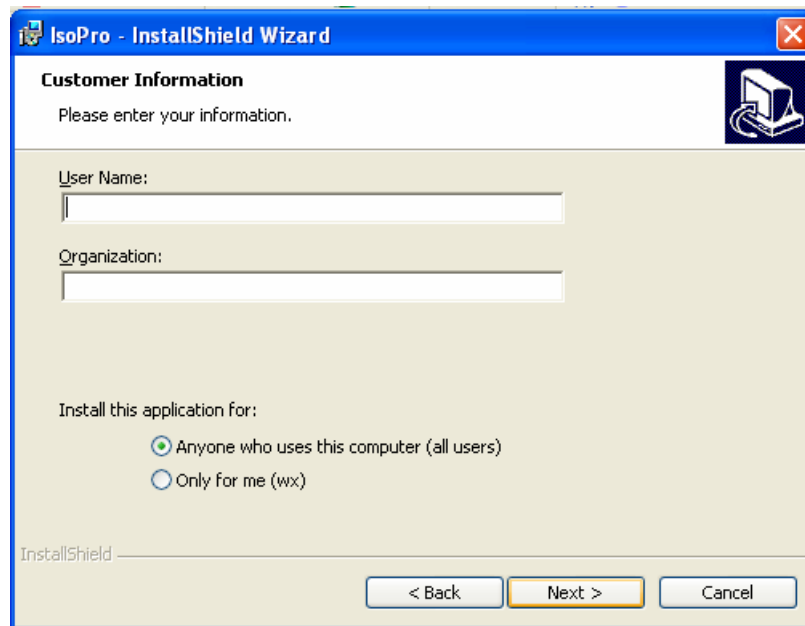 IsoPro - InstallShield Wizard
Customer Information
Please enter your information.
User Name:
Organization:
Install this application for:
Anyone who uses this computer (all users)
Only for me (wx)
InstallShield
< Back Next > Cancel